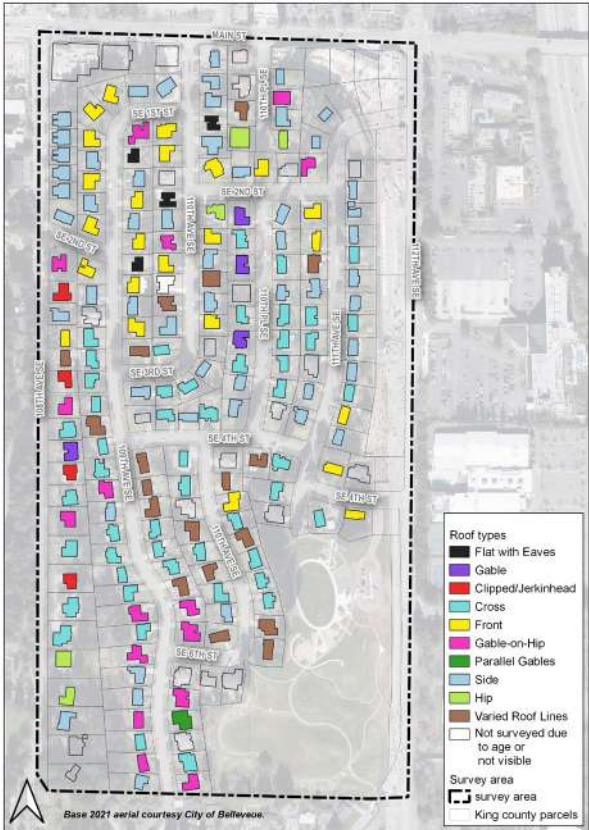 MAIN ST
110TH PL SE
SE 1ST ST
SE 2ND ST
110TH AVE SE
SE 2ND ST
112TH AVE SE
110TH PL SE
111TH AVE SE
108TH AVE SE
SE 3RD ST
SE 4TH ST
109TH AVE SE
SE 4TH ST
110TH AVE SE
SE 6TH ST
Roof types
Flat with Eaves
Gable
Clipped/Jerkinhead
Cross
Front
Gable-on-Hip
Parallel Gables
Side
Hip
Varied Roof Lines
Not surveyed due
to age or
not visible
Survey area
survey area
King county parcels
Base 2021 aerial courtesy City of Bellevue.